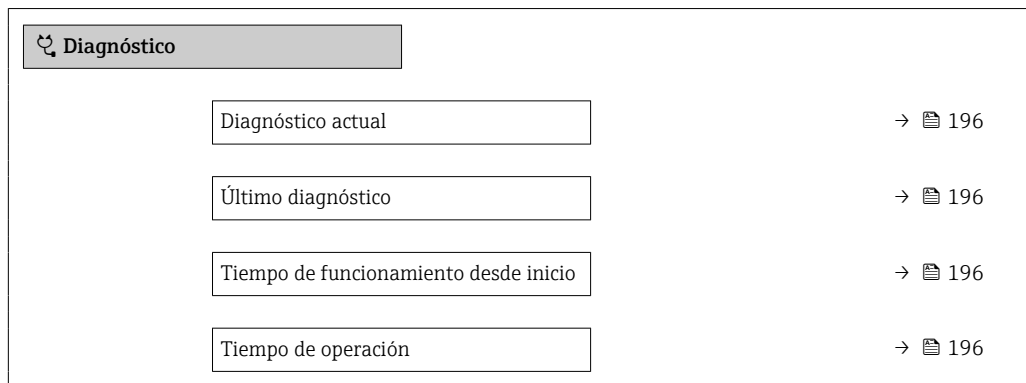 Diagnóstico
Diagnóstico actual → 196
Último diagnóstico → 196
Tiempo de funcionamiento desde inicio → 196
Tiempo de operación → 196